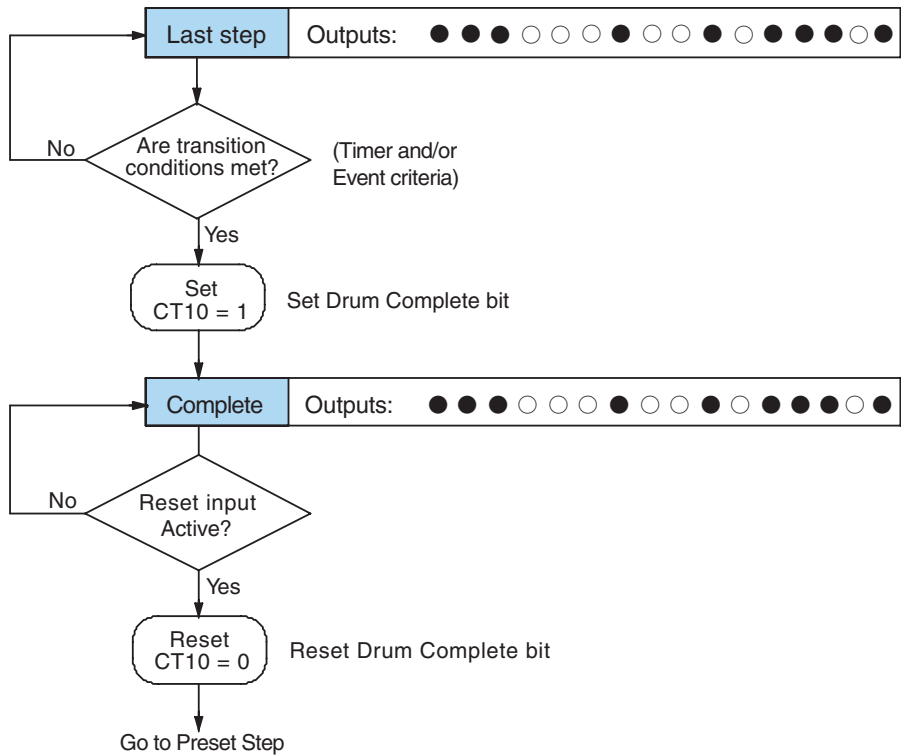 Last step Outputs:
No
Are transition
conditions met?
(Timer and/or
Event criteria)
Yes
Set
CT10 = 1
Set Drum Complete bit
Complete Outputs:
No
Reset input
Active?
Yes
Reset
CT10 = 0
Reset Drum Complete bit
Go to Preset Step